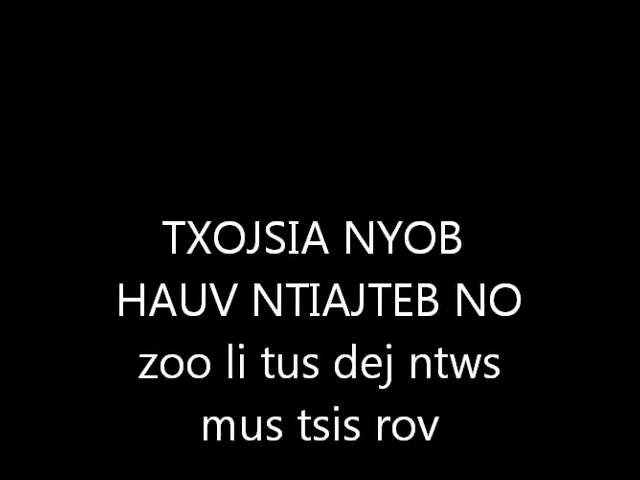 TXOJSIA NYOB
HAUV NTIAJTEB NO
zoo li tus dej ntws
mus tsis rov